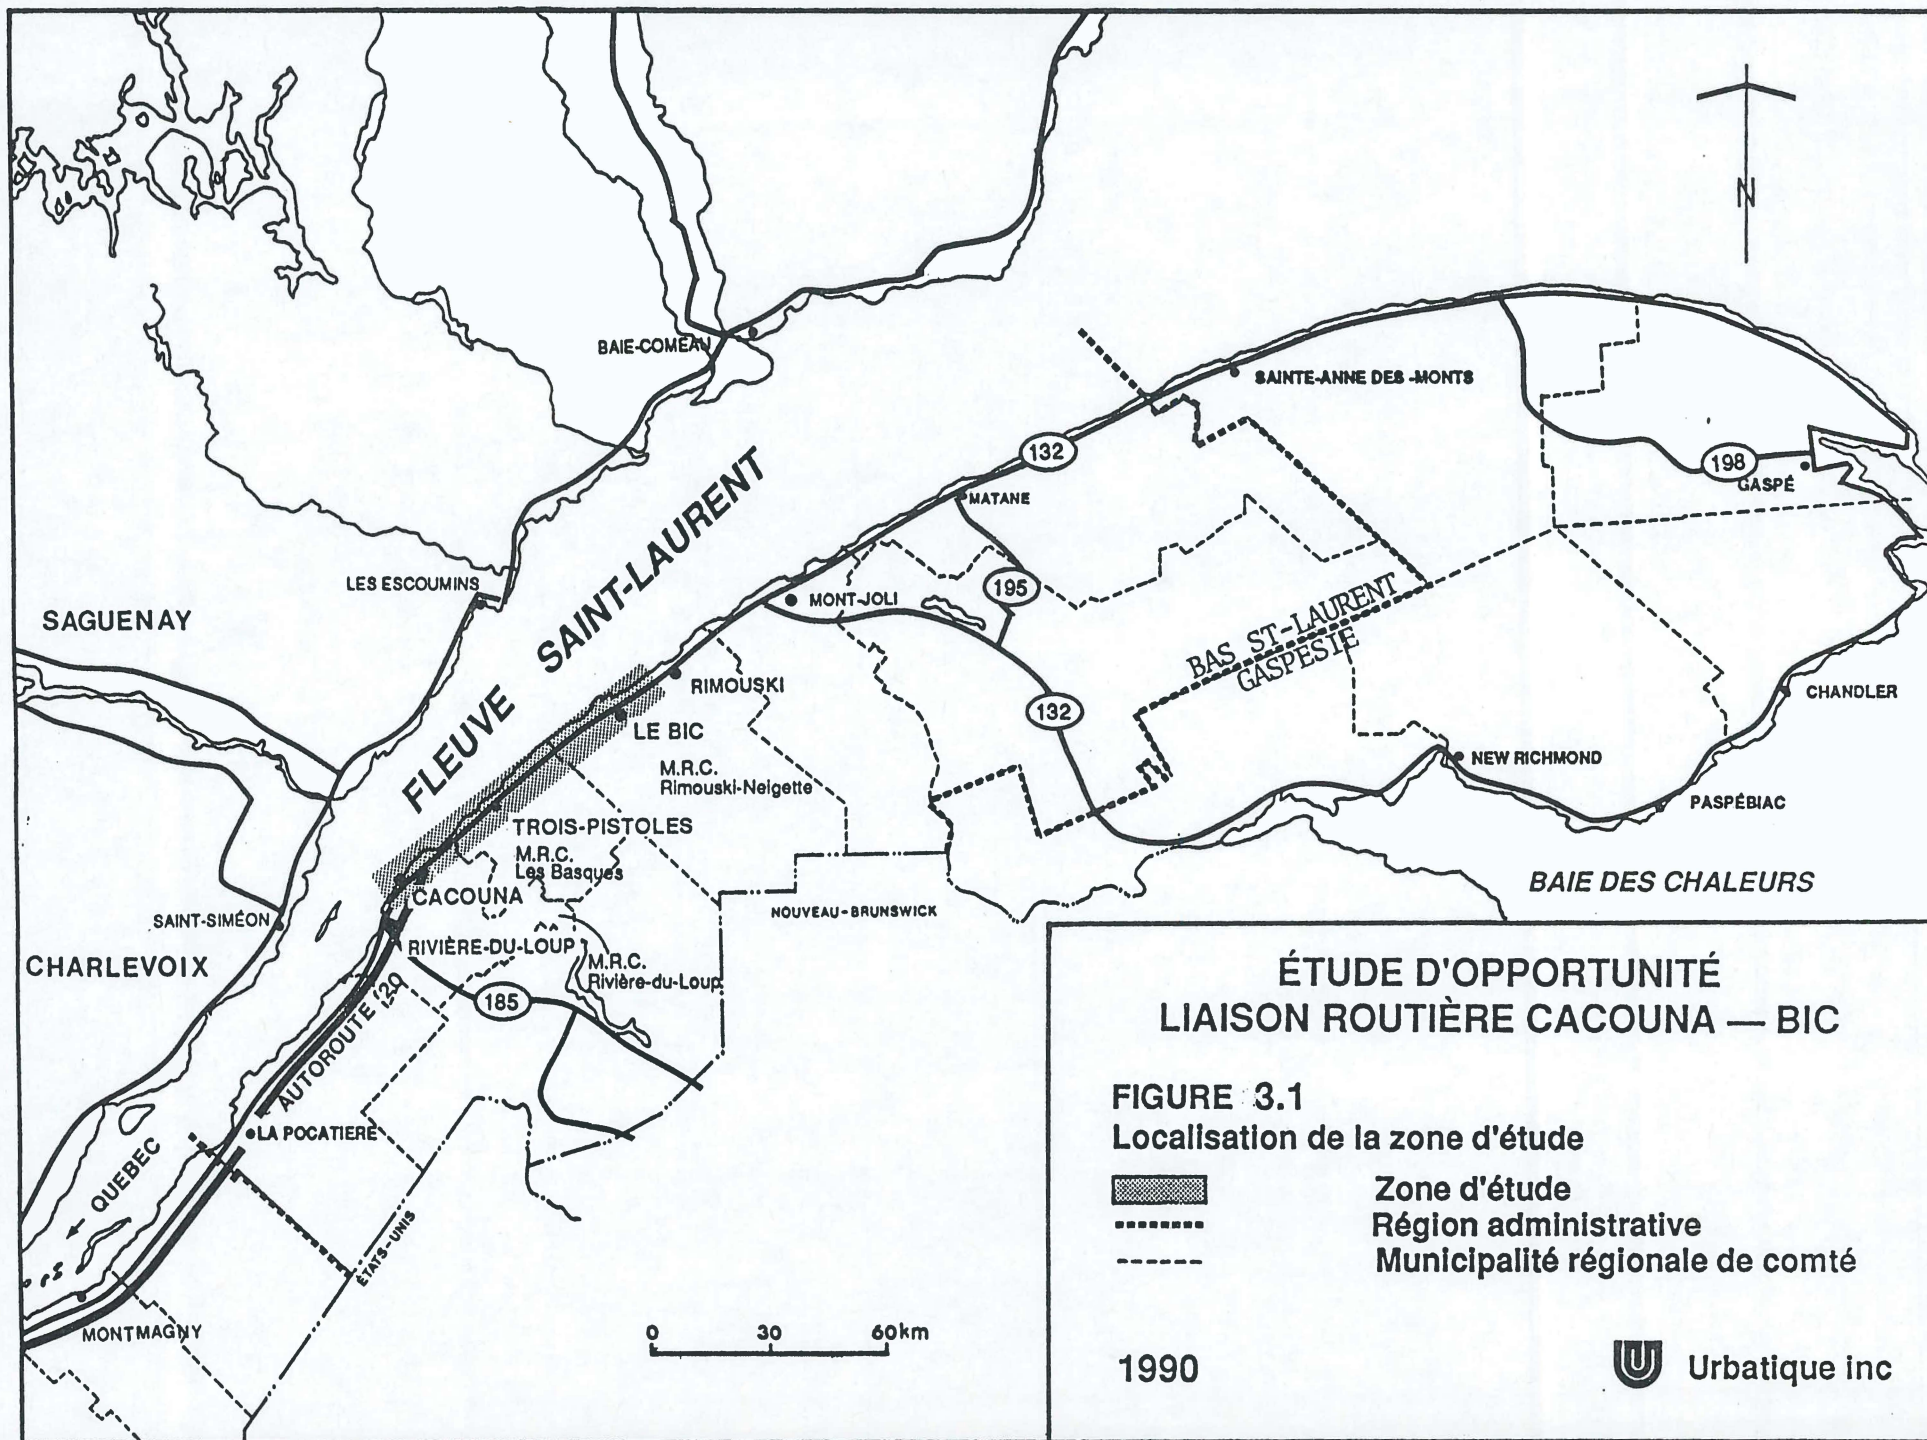 N
BAIE-COMEAU
SAINTE-ANNE DES-MONTS
132
198
GASPÉ
MATANE
FLEUVE SAINT-LAURENT
LES ESCOUMINS
195
MONT-JOLI
SAGUENAY
BAS ST-LAURENT
GASPESIE
RIMOUSKI
CHANDLER
132
LE BIC
NEW RICHMOND
M.R.C.
Rimouski-Neigette
PASPÉBIAC
TROIS-PISTOLES
M.R.C.
Les Basques
BAIE DES CHALEURS
CACOUNA
NOUVEAU-BRUNSWICK
SAINT-SIMÉON
RIVIÈRE-DU-LOUP
CHARLEVOIX
M.R.C.
Rivière-du-Loup
185
AUTOROUTE 20
LA POCATIERE
QUEBEC
ÉTATS-UNIS
MONTMAGNY
0 30 60km
ÉTUDE D'OPPORTUNITÉ
LIAISON ROUTIÈRE CACOUNA — BIC
FIGURE 3.1
Localisation de la zone d'étude
Zone d'étude
Région administrative
Municipalité régionale de comté
1990
U Urbatique inc